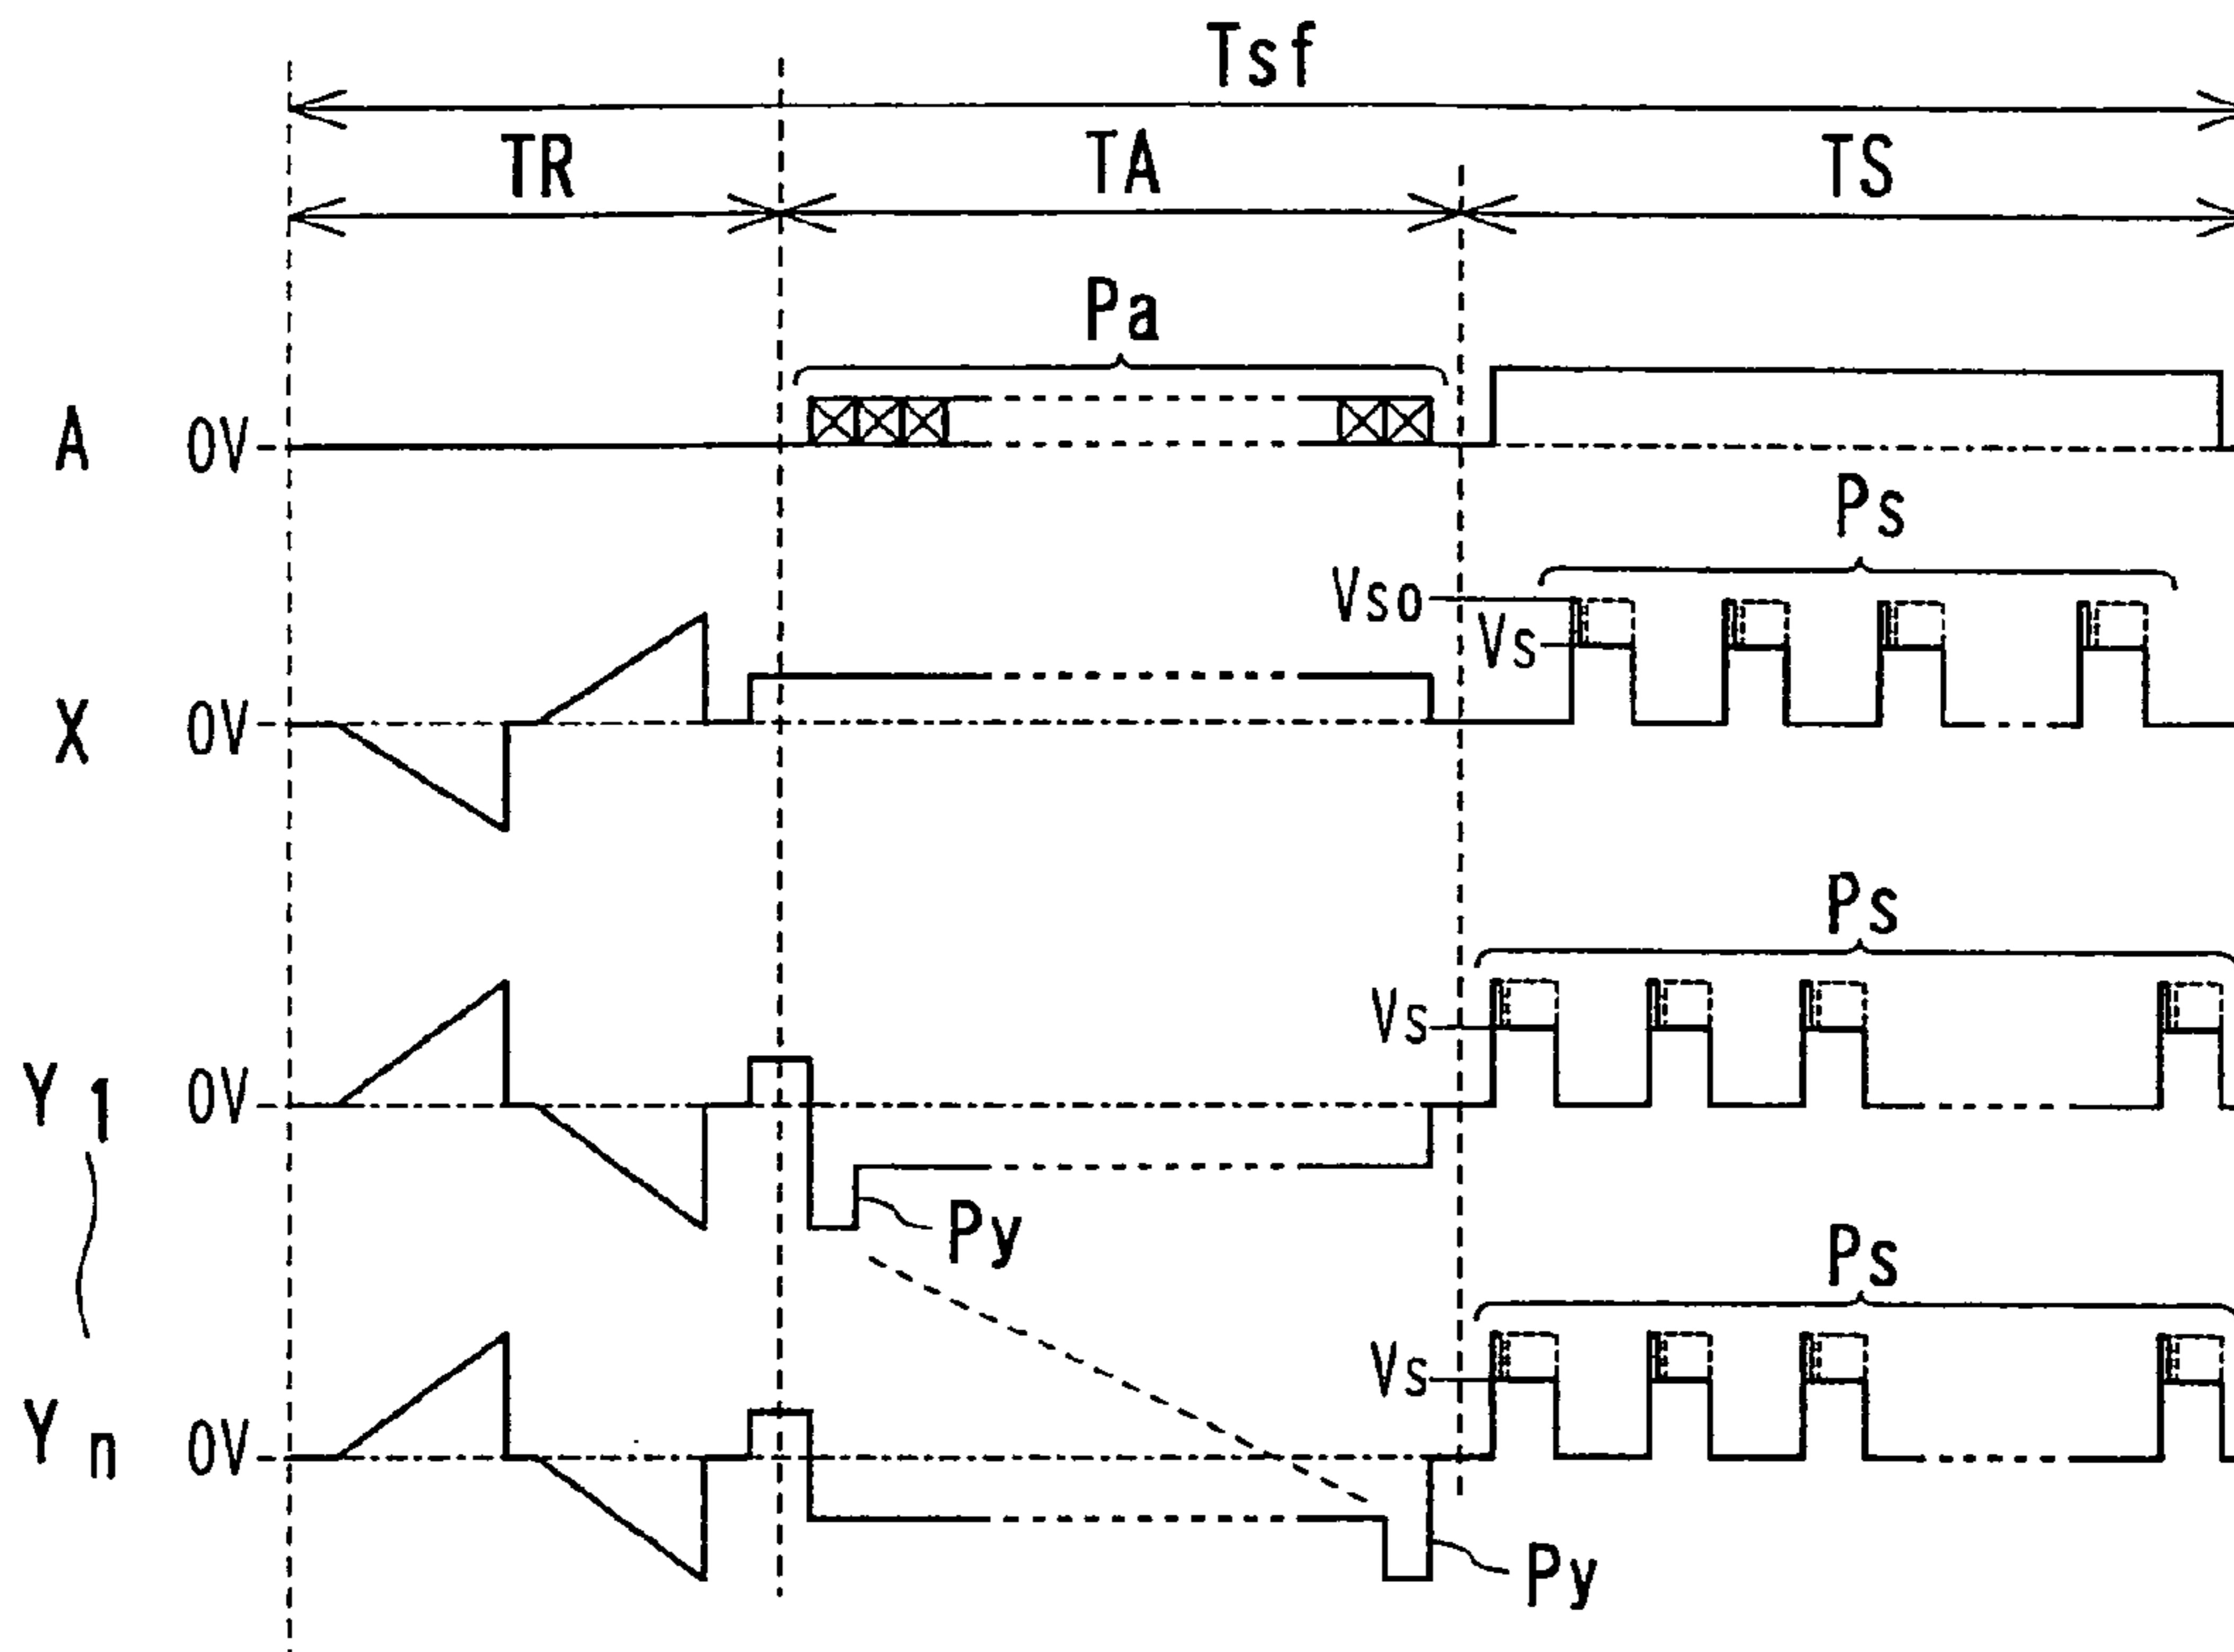 Tsf
TR TA TS
Pa
A 0V
Ps
Vso
Vs
X 0V
Ps
Vs
Y1 0V
Py
Ps
Vs
Yn 0V
Py